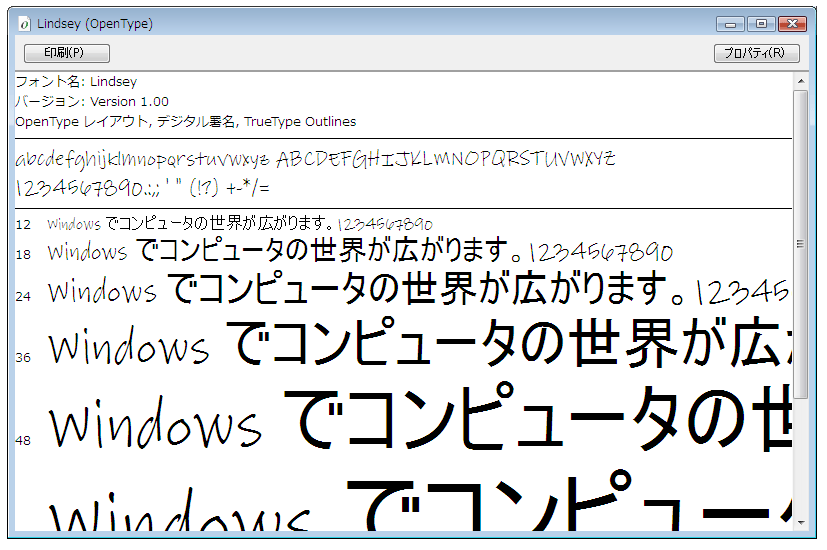 Lindsey (OpenType)
印刷(P) プロパティ(R)
フォント名: Lindsey
バージョン: Version 1.00
OpenType レイアウト, デジタル署名, TrueType Outlines
abcdefghijklmnopqrstuvwxyz ABCDEFGHIJKLMNOPQRSTUVWXYZ
1234567890.:,; ' " (!?) +-*/=
12 Windows でコンピュータの世界が広がります。1234567890
18 Windows でコンピュータの世界が広がります。1234567890
24 Windows でコンピュータの世界が広がります。12345
36 Windows でコンピュータの世界が広が
48 Windows でコンピュータの世
Windows でコンピュー